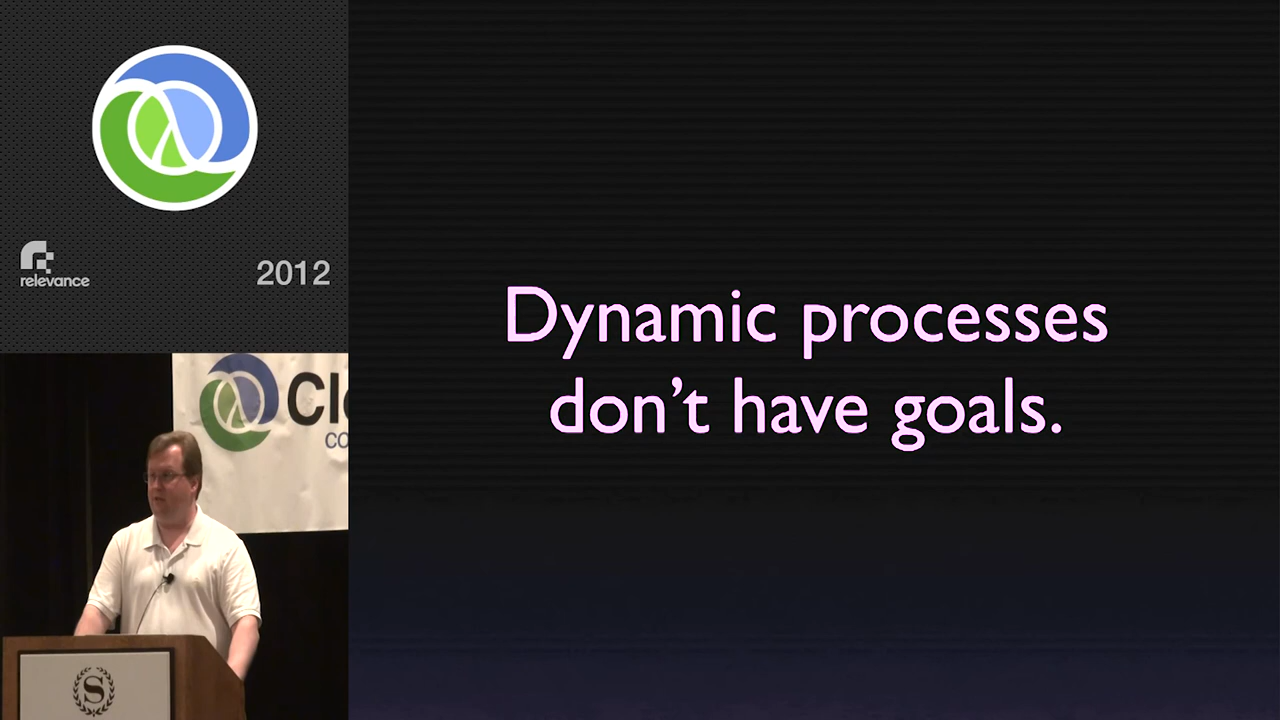 relevance
2012
Dynamic processes
don’t have goals.
S